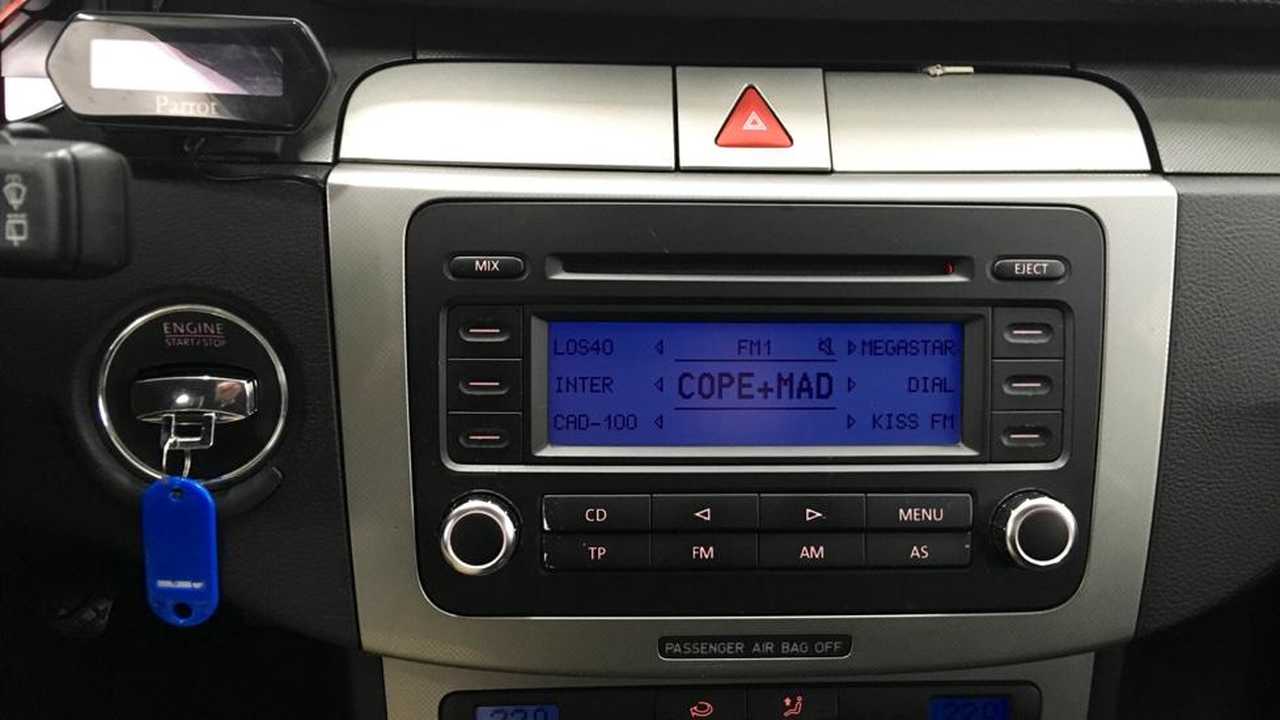 Parrot
MIX
EJECT
ENGINE
START/STOP
LOS40 FM1 MEGASTAR
INTER COPE+MAD DIAL
CAD-100 KISS FM
CD MENU
TP FM AM AS
PASSENGER AIR BAG OFF